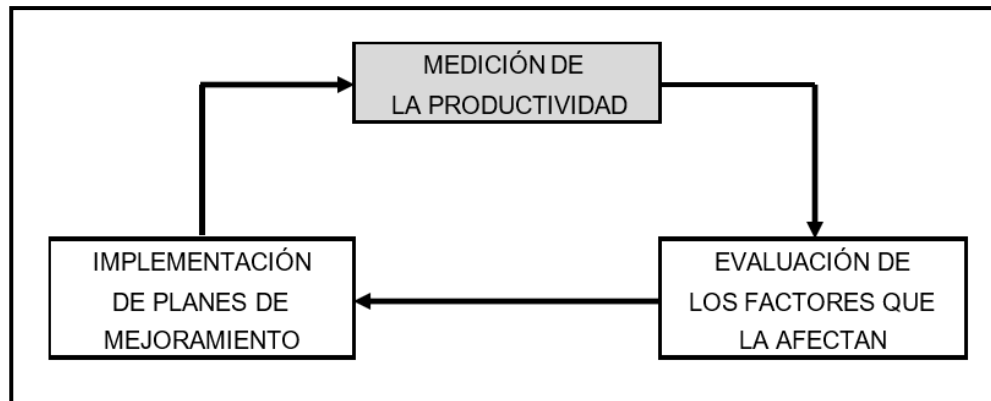 MEDICIÓN DE
LA PRODUCTIVIDAD
IMPLEMENTACIÓN
DE PLANES DE
MEJORAMIENTO
EVALUACIÓN DE
LOS FACTORES QUE
LA AFECTAN